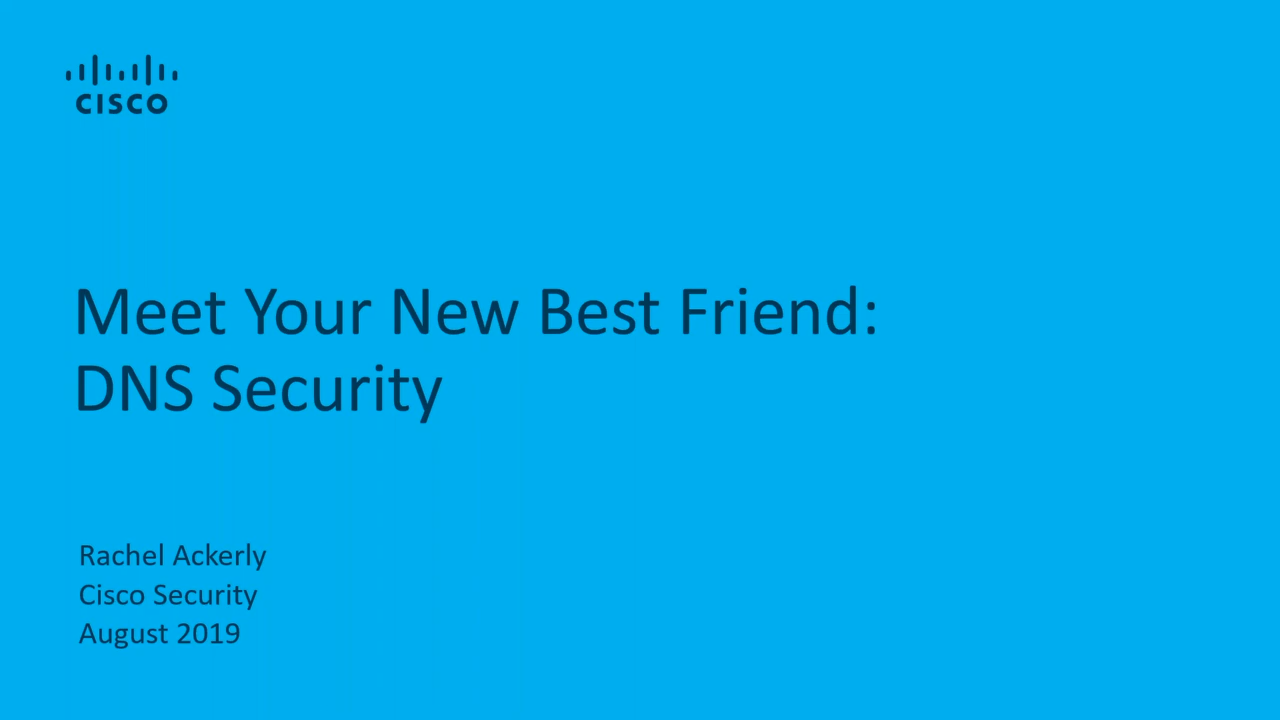 CISCO
Meet Your New Best Friend:
DNS Security
Rachel Ackerly
Cisco Security
August 2019